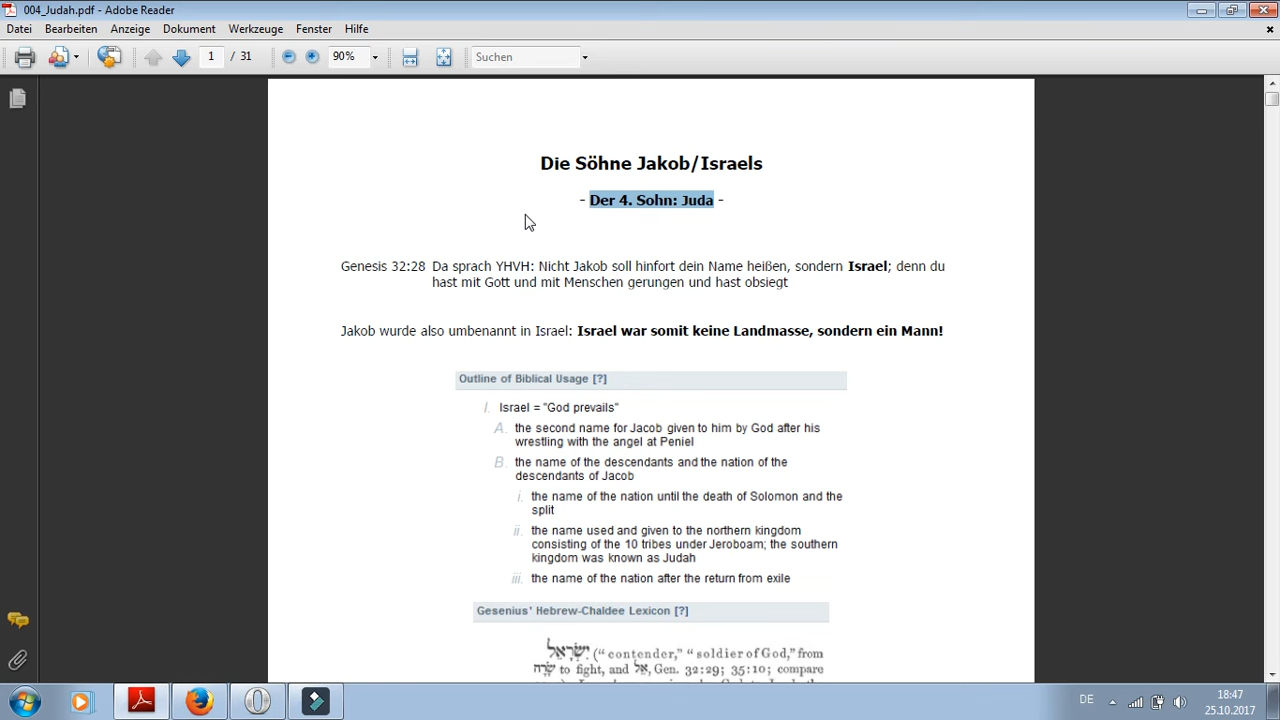 004_Judah.pdf - Adobe Reader
Datei Bearbeiten Anzeige Dokument Werkzeuge Fenster Hilfe
1 / 31 90% Suchen
Die Söhne Jakob/Israels
- Der 4. Sohn: Juda -
Genesis 32:28 Da sprach YHVH: Nicht Jakob soll hinfort dein Name heißen, sondern Israel; denn du
hast mit Gott und mit Menschen gerungen und hast obsiegt
Jakob wurde also umbenannt in Israel: Israel war somit keine Landmasse, sondern ein Mann!
Outline of Biblical Usage [?]
I. Israel = "God prevails"
A. the second name for Jacob given to him by God after his
wrestling with the angel at Peniel
B. the name of the descendants and the nation of the
descendants of Jacob
i. the name of the nation until the death of Solomon and the
split
ii. the name used and given to the northern kingdom
consisting of the 10 tribes under Jeroboam; the southern
kingdom was known as Judah
iii. the name of the nation after the return from exile
Gesenius' Hebrew-Chaldee Lexicon [?]
יִשְׂרָאֵל (“contender,” “soldier of God,” from
שָׂרָה to fight, and אֵל, Gen. 32:29; 35:10; compare
DE 18:47
25.10.2017